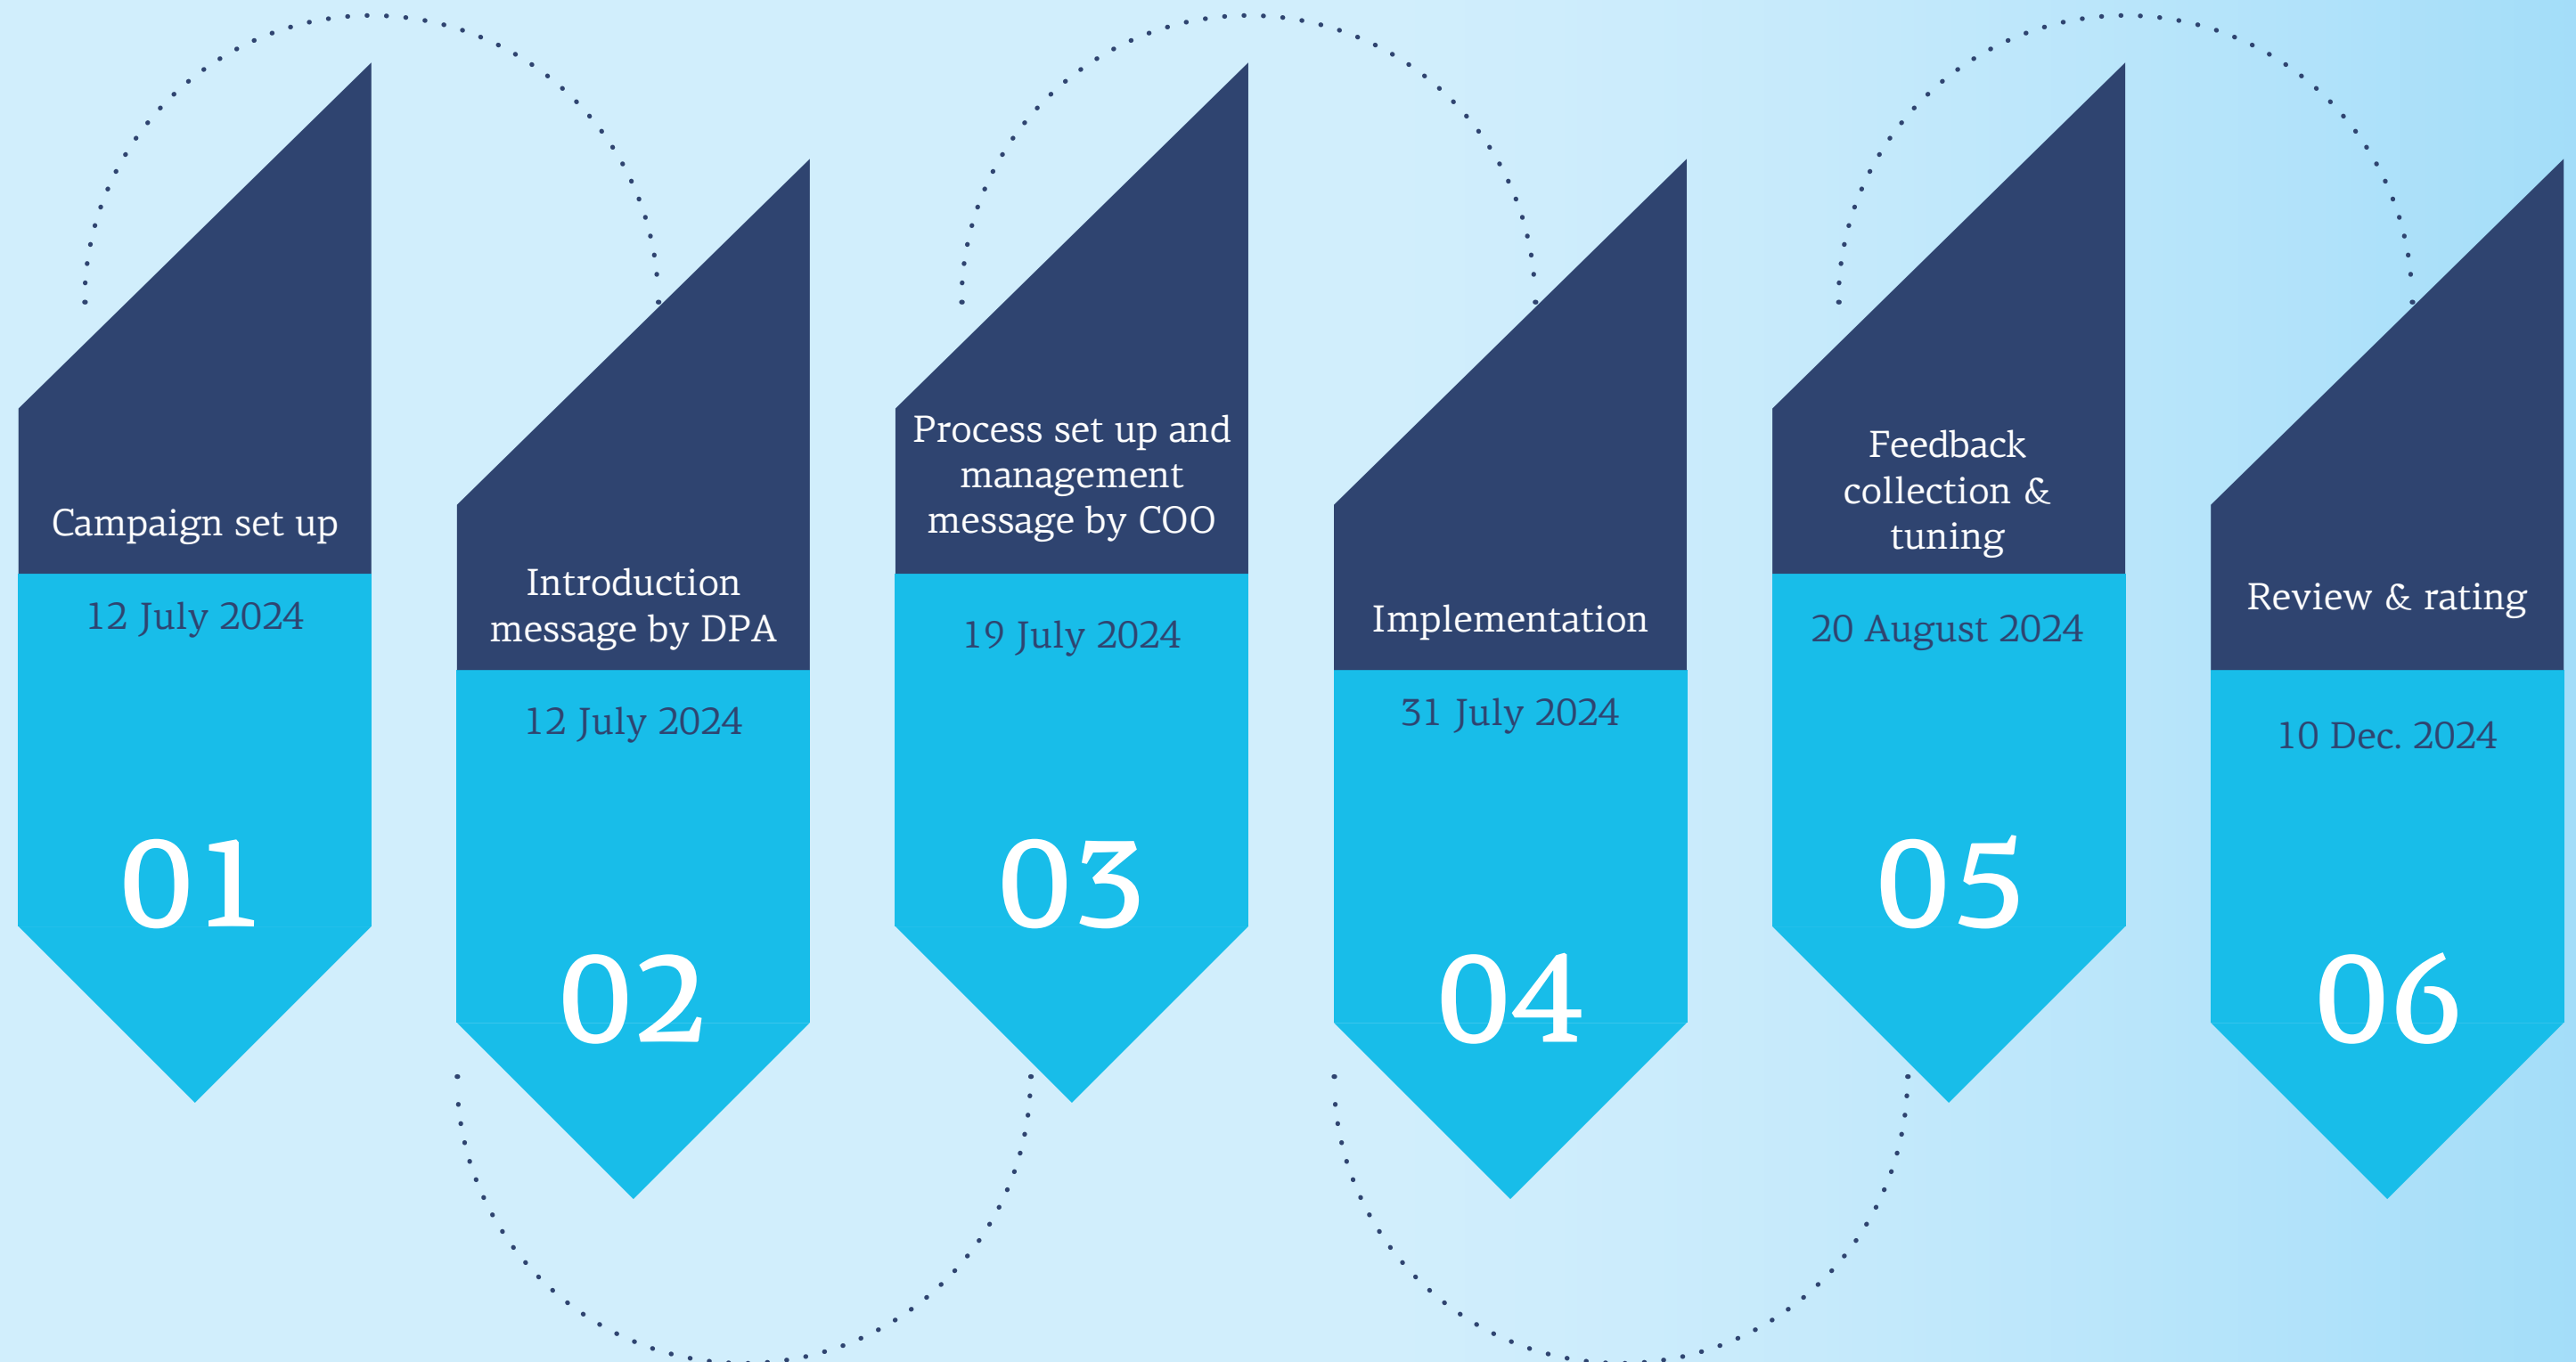 Campaign set up
12 July 2024
01
Introduction
message by DPA
12 July 2024
02
Process set up and
management
message by COO
19 July 2024
03
Implementation
31 July 2024
04
Feedback
collection &
tuning
20 August 2024
05
Review & rating
10 Dec. 2024
06